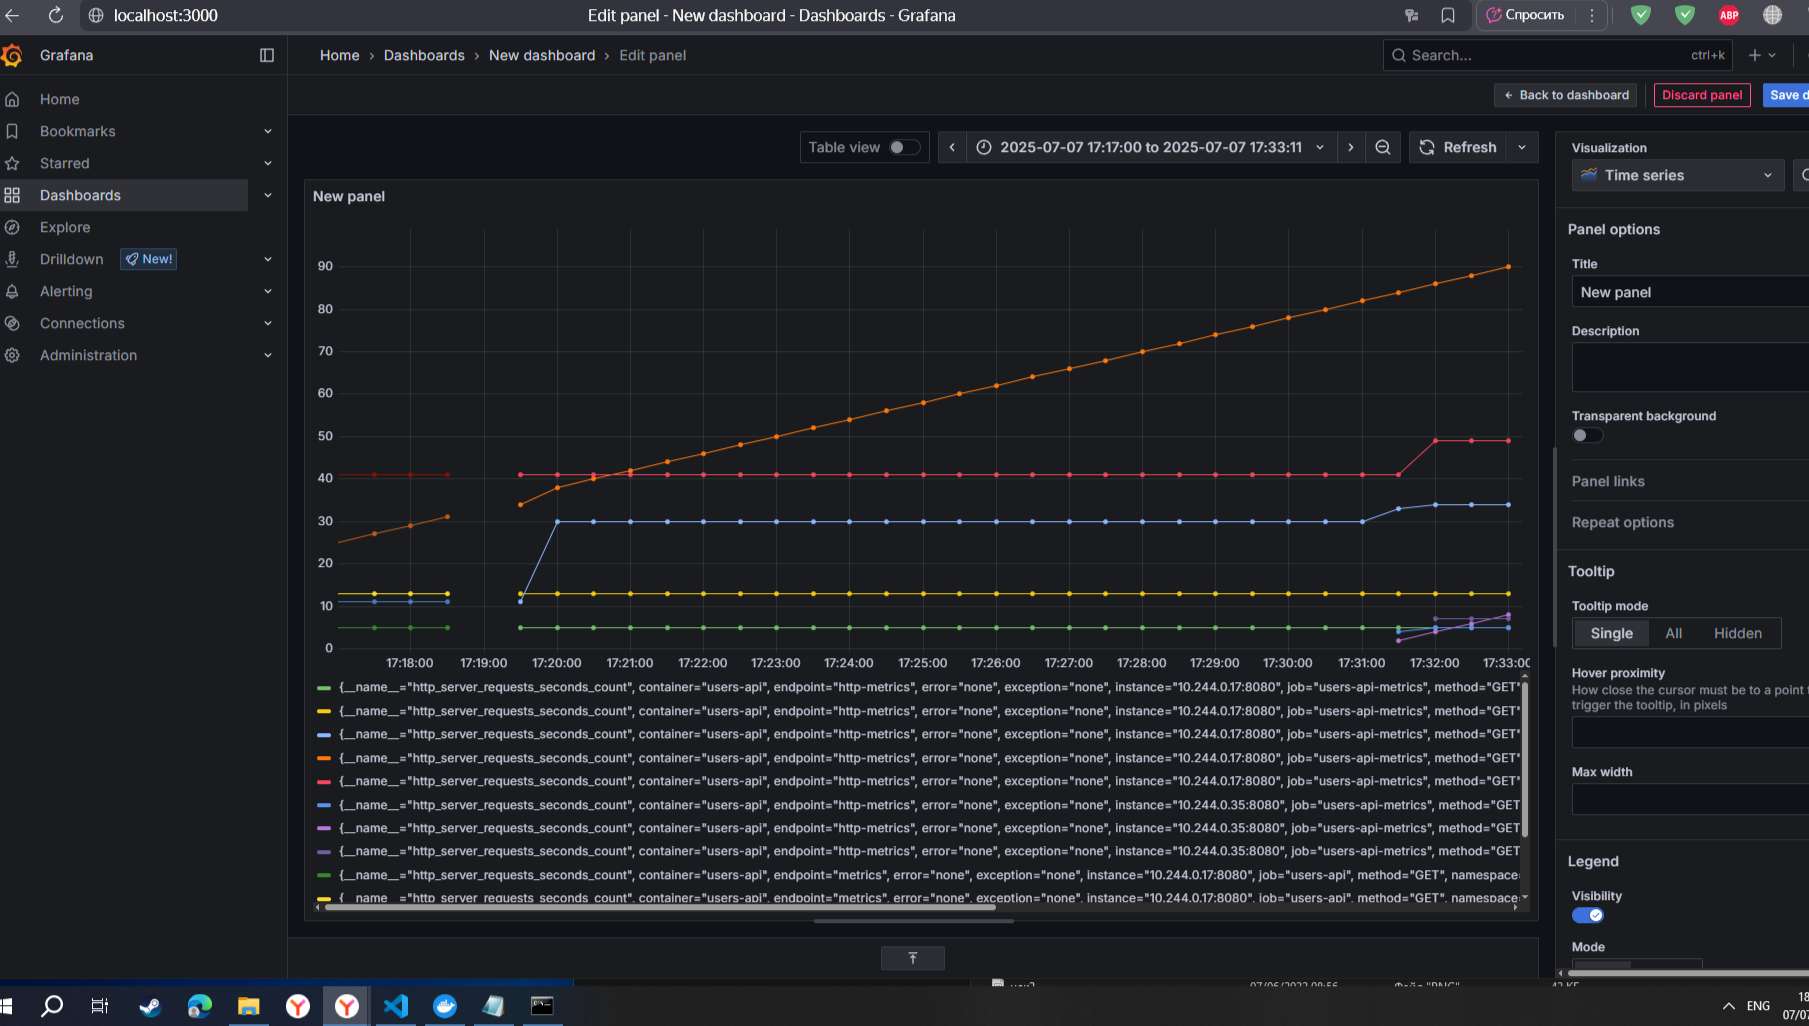 localhost:3000
Edit panel - New dashboard - Dashboards - Grafana
Спросить
ABP
Grafana
Home › Dashboards › New dashboard › Edit panel
Search...
ctrl+k
Home
Bookmarks
Starred
Dashboards
Explore
Drilldown
New!
Alerting
Connections
Administration
Back to dashboard
Discard panel
Save d
Table view
2025-07-07 17:17:00 to 2025-07-07 17:33:11
Refresh
New panel
90
80
70
60
50
40
30
20
10
0
17:18:00
17:19:00
17:20:00
17:21:00
17:22:00
17:23:00
17:24:00
17:25:00
17:26:00
17:27:00
17:28:00
17:29:00
17:30:00
17:31:00
17:32:00
17:33:00
{__name__="http_server_requests_seconds_count", container="users-api", endpoint="http-metrics", error="none", exception="none", instance="10.244.0.17:8080", job="users-api-metrics", method="GET"
{__name__="http_server_requests_seconds_count", container="users-api", endpoint="http-metrics", error="none", exception="none", instance="10.244.0.17:8080", job="users-api-metrics", method="GET"
{__name__="http_server_requests_seconds_count", container="users-api", endpoint="http-metrics", error="none", exception="none", instance="10.244.0.17:8080", job="users-api-metrics", method="GET"
{__name__="http_server_requests_seconds_count", container="users-api", endpoint="http-metrics", error="none", exception="none", instance="10.244.0.17:8080", job="users-api-metrics", method="GET"
{__name__="http_server_requests_seconds_count", container="users-api", endpoint="http-metrics", error="none", exception="none", instance="10.244.0.17:8080", job="users-api-metrics", method="GET"
{__name__="http_server_requests_seconds_count", container="users-api", endpoint="http-metrics", error="none", exception="none", instance="10.244.0.35:8080", job="users-api-metrics", method="GET
{__name__="http_server_requests_seconds_count", container="users-api", endpoint="http-metrics", error="none", exception="none", instance="10.244.0.35:8080", job="users-api-metrics", method="GET
{__name__="http_server_requests_seconds_count", container="users-api", endpoint="http-metrics", error="none", exception="none", instance="10.244.0.35:8080", job="users-api-metrics", method="GET
{__name__="http_server_requests_seconds_count", container="users-api", endpoint="metrics", error="none", exception="none", instance="10.244.0.17:8080", job="users-api", method="GET", namespace=
{__name__="http_server_requests_seconds_count", container="users-api", endpoint="metrics", error="none", exception="none", instance="10.244.0.17:8080", job="users-api", method="GET", namespace=
Visualization
Time series
Panel options
Title
New panel
Description
Transparent background
Panel links
Repeat options
Tooltip
Tooltip mode
Single
All
Hidden
Hover proximity
How close the cursor must be to a point t
trigger the tooltip, in pixels
Max width
Legend
Visibility
Mode
ENG
18
07/07